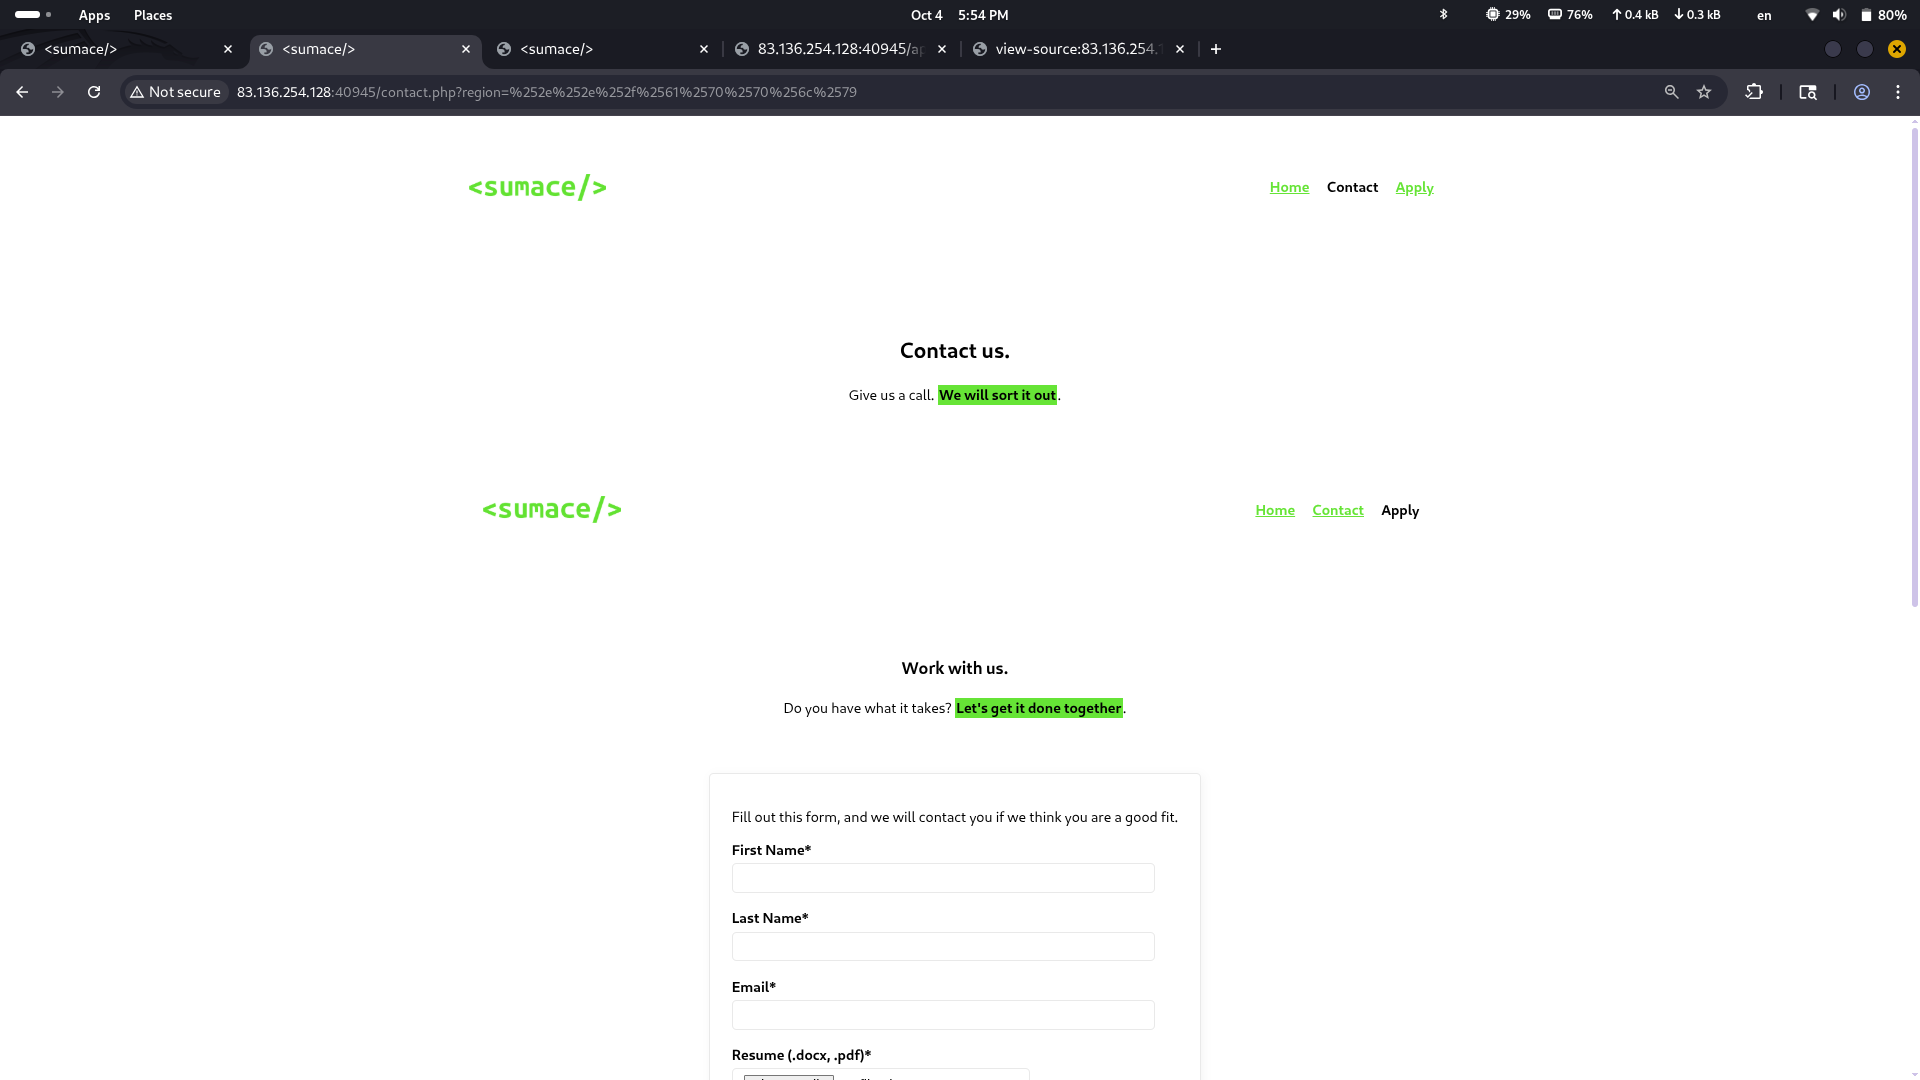 Apps Places Oct 4 5:54 PM 29% 76% 0.4 kB 0.3 kB en 80%
<sumace/> <sumace/> <sumace/> 83.136.254.128:40945/ap view-source:83.136.254.1
Not secure 83.136.254.128:40945/contact.php?region=%252e%252e%252f%2561%2570%2570%256c%2579
<sumace/> Home Contact Apply
Contact us.
Give us a call. We will sort it out.
<sumace/> Home Contact Apply
Work with us.
Do you have what it takes? Let's get it done together.
Fill out this form, and we will contact you if we think you are a good fit.
First Name*
Last Name*
Email*
Resume (.docx, .pdf)*